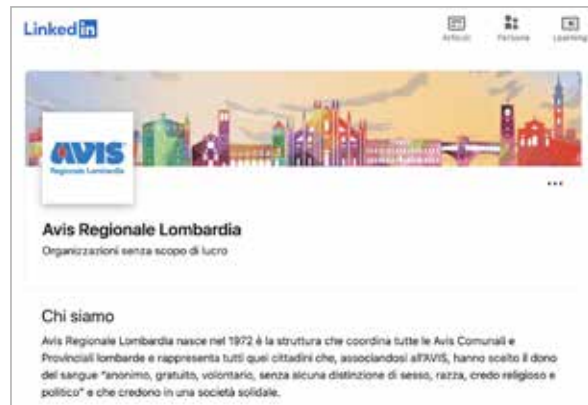 Linked in
Articoli Persone Learning
AVIS
Regionale Lombardia
Avis Regionale Lombardia
Organizzazioni senza scopo di lucro
Chi siamo
Avis Regionale Lombardia nasce nel 1972 è la struttura che coordina tutte le Avis Comunali e
Provinciali lombarde e rappresenta tutti quei cittadini che, associandosi all'AVIS, hanno scelto il dono
del sangue "anonimo, gratuito, volontario, senza alcuna distinzione di sesso, razza, credo religioso e
politico" e che credono in una società solidale.